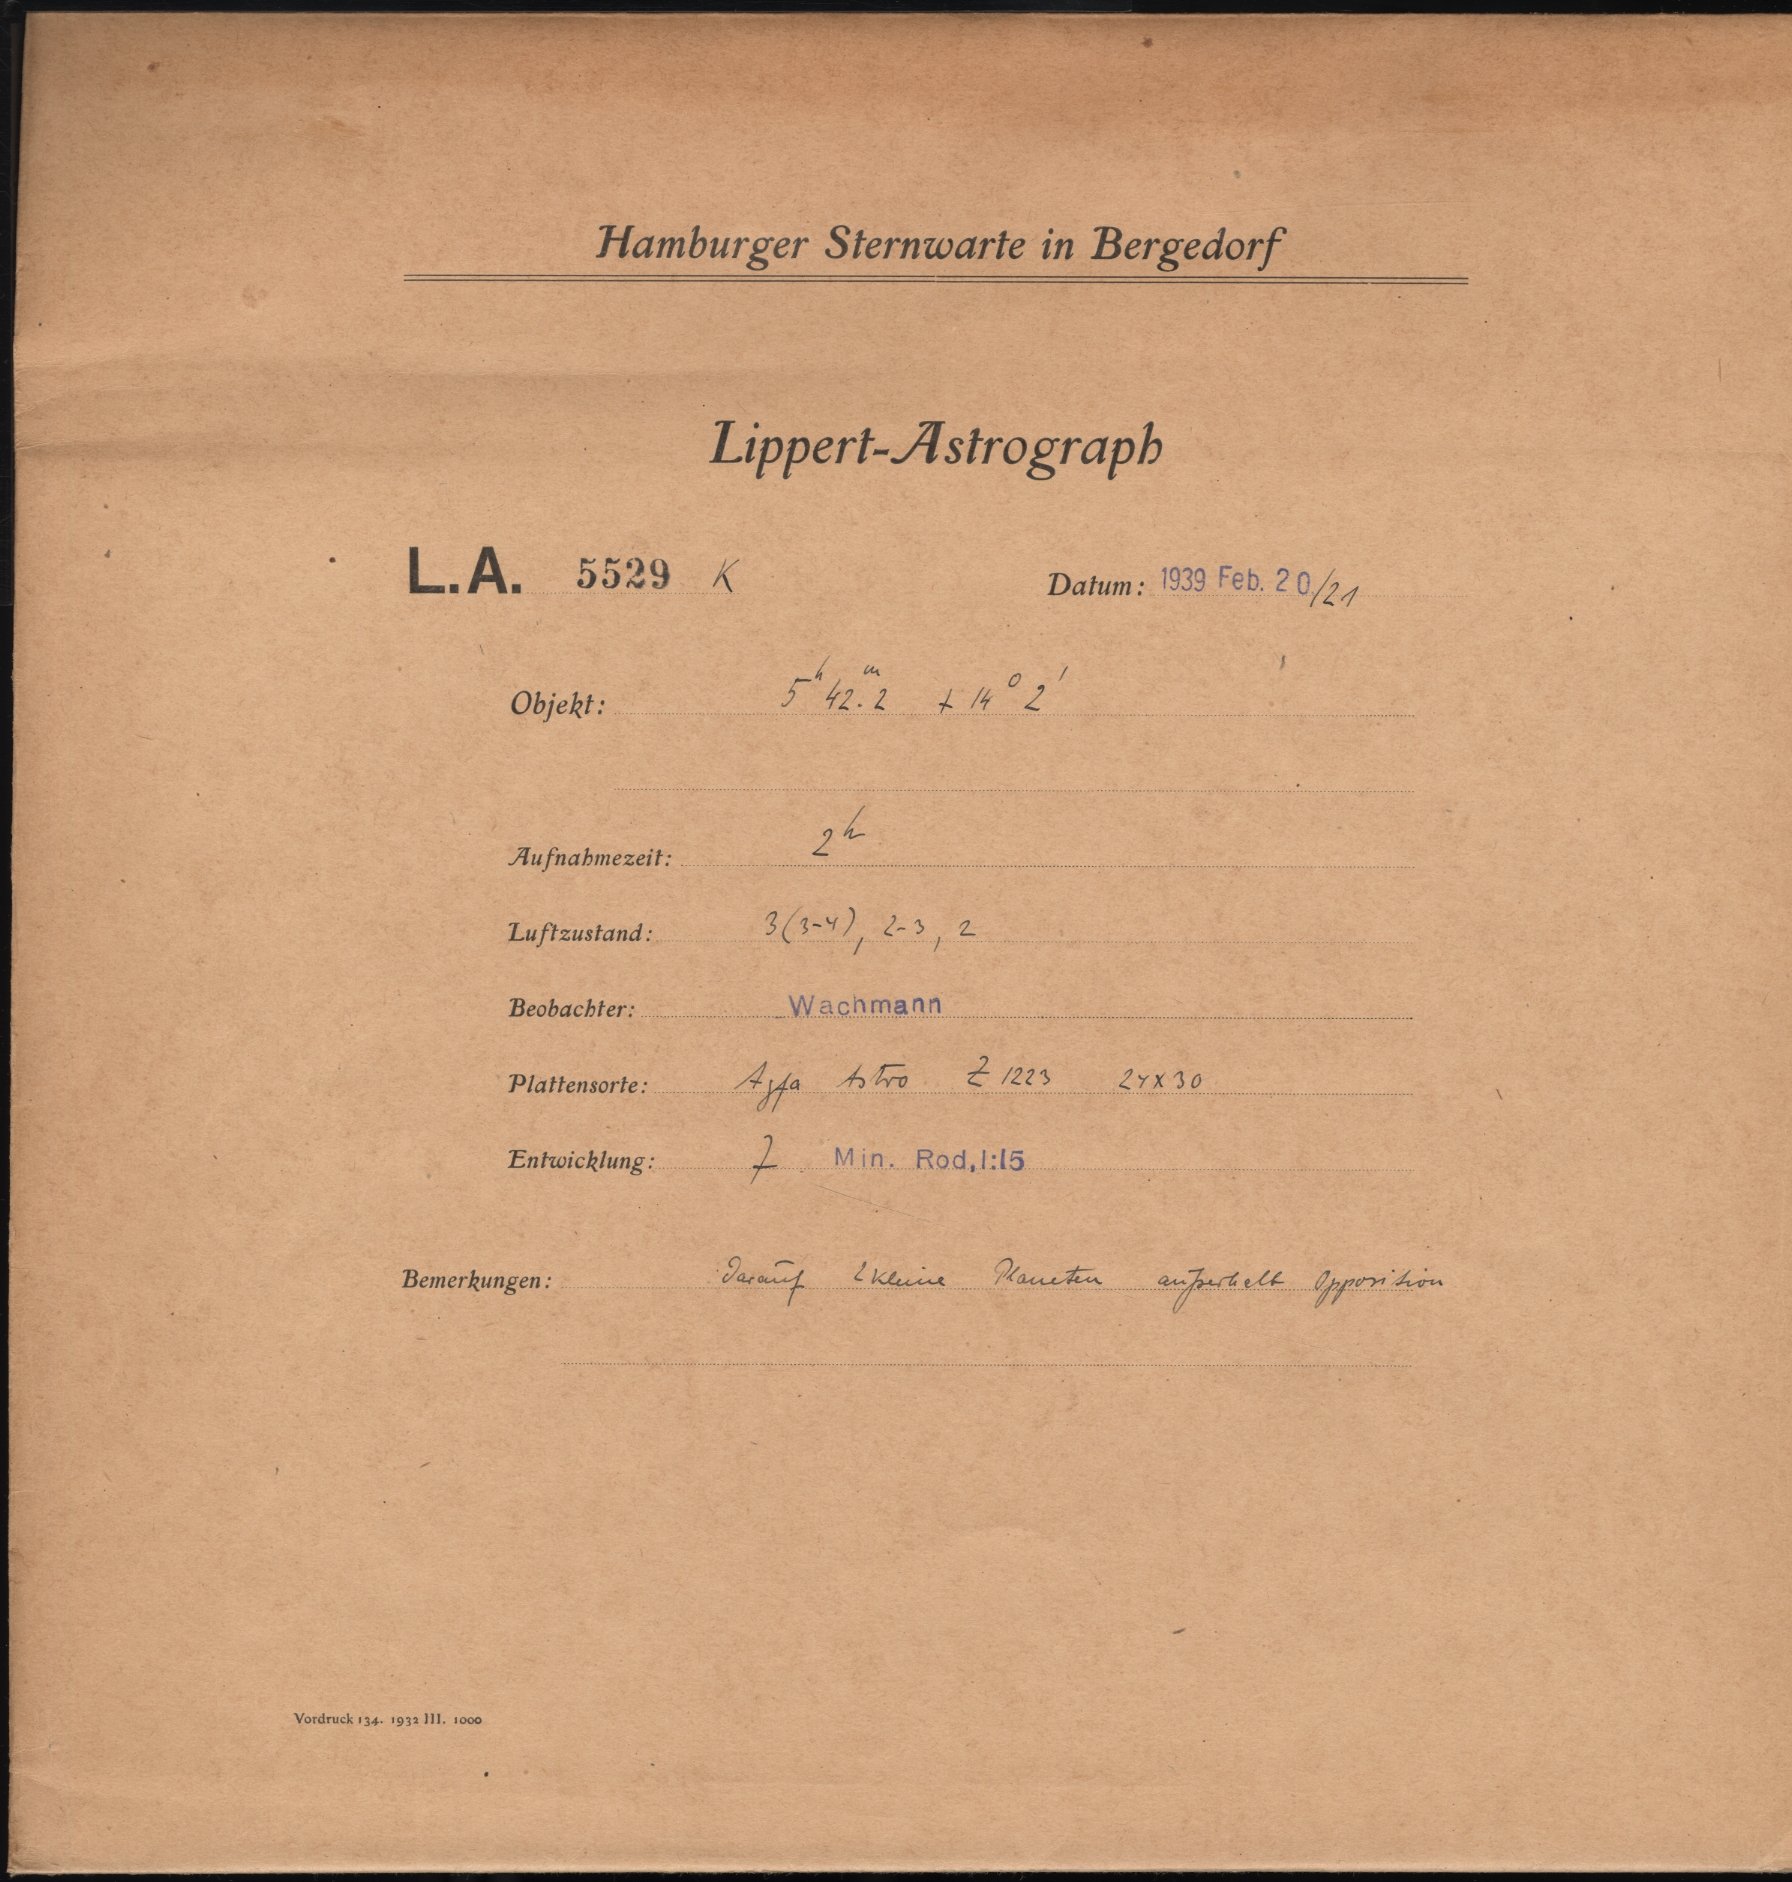 Hamburger Sternwarte in Bergedorf
Lippert-Astrograph
L.A. 5529 K Datum: 1939 Feb. 20/21
Objekt: 5ʰ 42.ᵐ2 + 14° 2'
Aufnahmezeit: 2ʰ
Luftzustand: 3(3-4), 2-3, 2
Beobachter: Wachmann
Plattensorte: Agfa Astro Z 1223 24x30
Entwicklung: 7 Min. Rod. 1:15
Bemerkungen: Darauf 2 kleine Planeten außerhalb Opposition
Vordruck 134. 1932 III. 1000